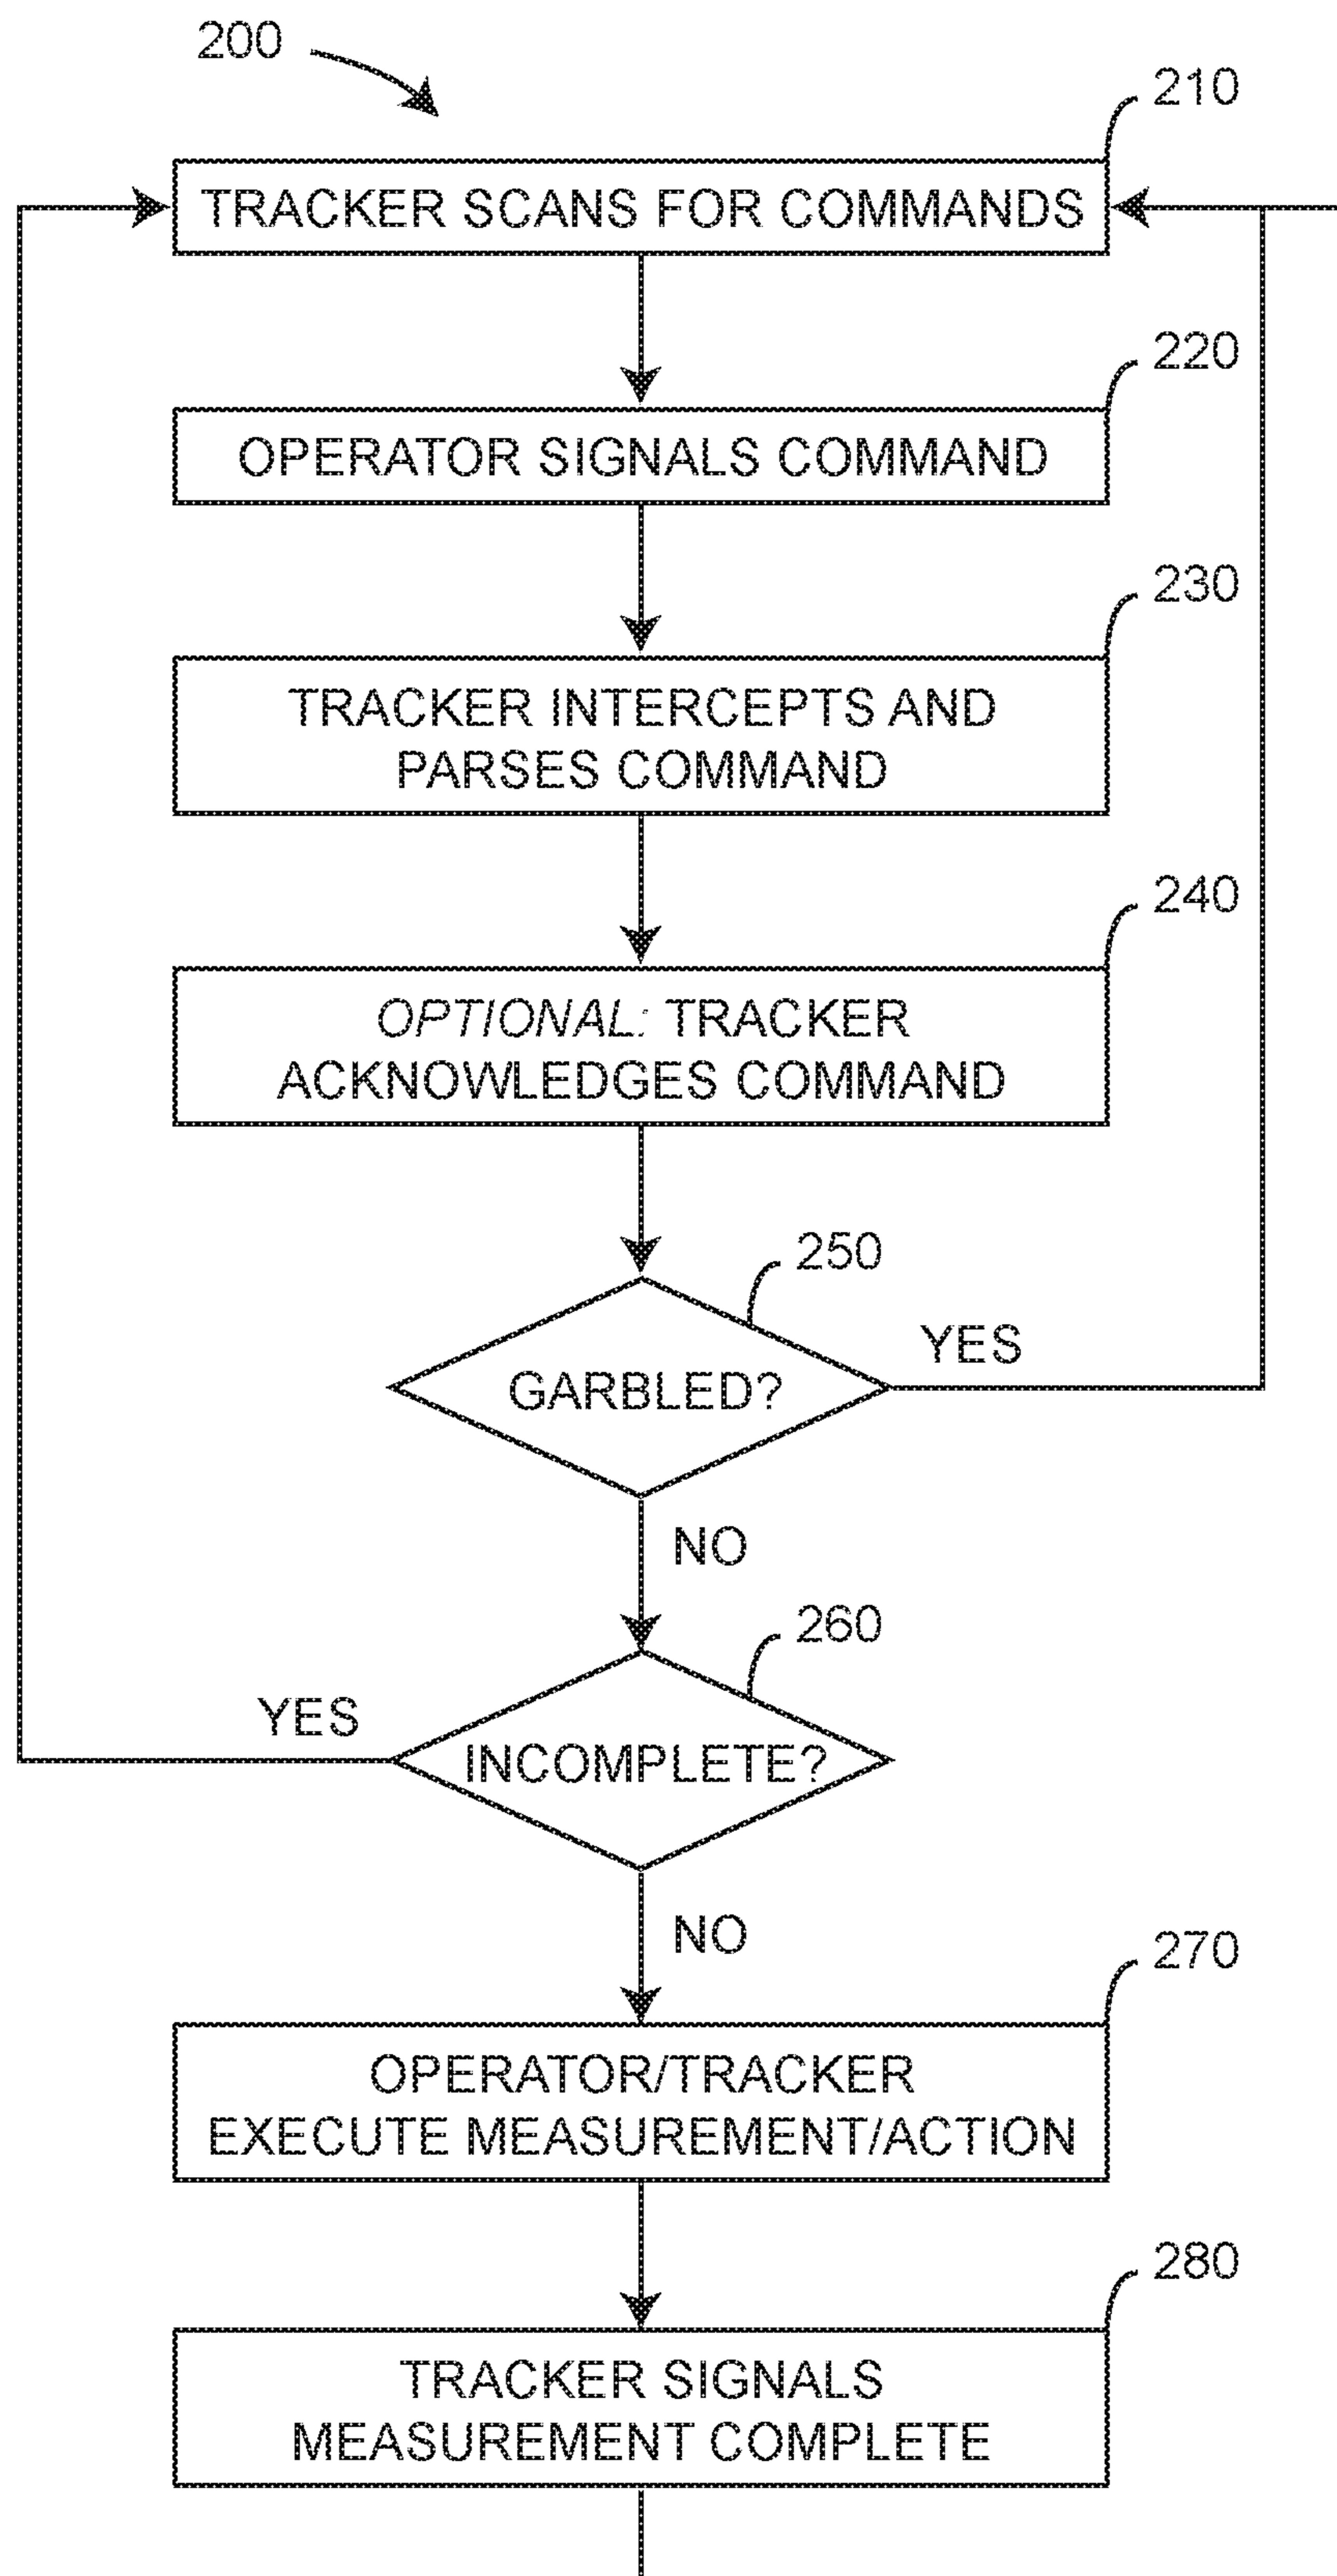 200
210
TRACKER SCANS FOR COMMANDS
220
OPERATOR SIGNALS COMMAND
230
TRACKER INTERCEPTS AND
PARSES COMMAND
240
OPTIONAL: TRACKER
ACKNOWLEDGES COMMAND
250
YES
GARBLED?
NO
260
YES
INCOMPLETE?
NO
270
OPERATOR/TRACKER
EXECUTE MEASUREMENT/ACTION
280
TRACKER SIGNALS
MEASUREMENT COMPLETE